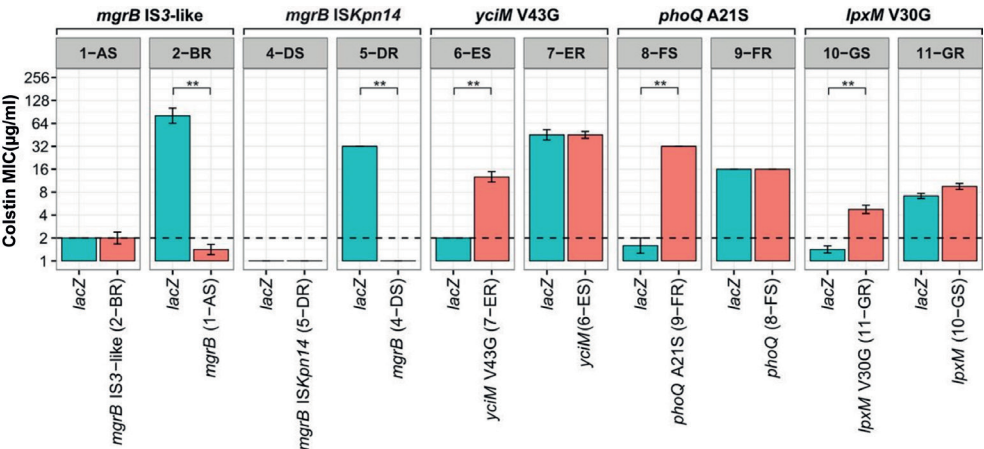 mgrB IS3-like mgrB ISKpn14 yciM V43G phoQ A21S lpxM V30G
1−AS 2−BR 4−DS 5−DR 6−ES 7−ER 8−FS 9−FR 10−GS 11−GR
Colstin MIC(μg/ml)
256
128
64
32
16
8
4
2
1
** ** ** ** **
lacZ
mgrB IS3−like (2−BR)
lacZ
mgrB (1−AS)
lacZ
mgrB ISKpn14 (5−DR)
lacZ
mgrB (4−DS)
lacZ
yciM V43G (7−ER)
lacZ
yciM(6−ES)
lacZ
phoQ A21S (9−FR)
lacZ
phoQ (8−FS)
lacZ
lpxM V30G (11−GR)
lacZ
lpxM (10−GS)